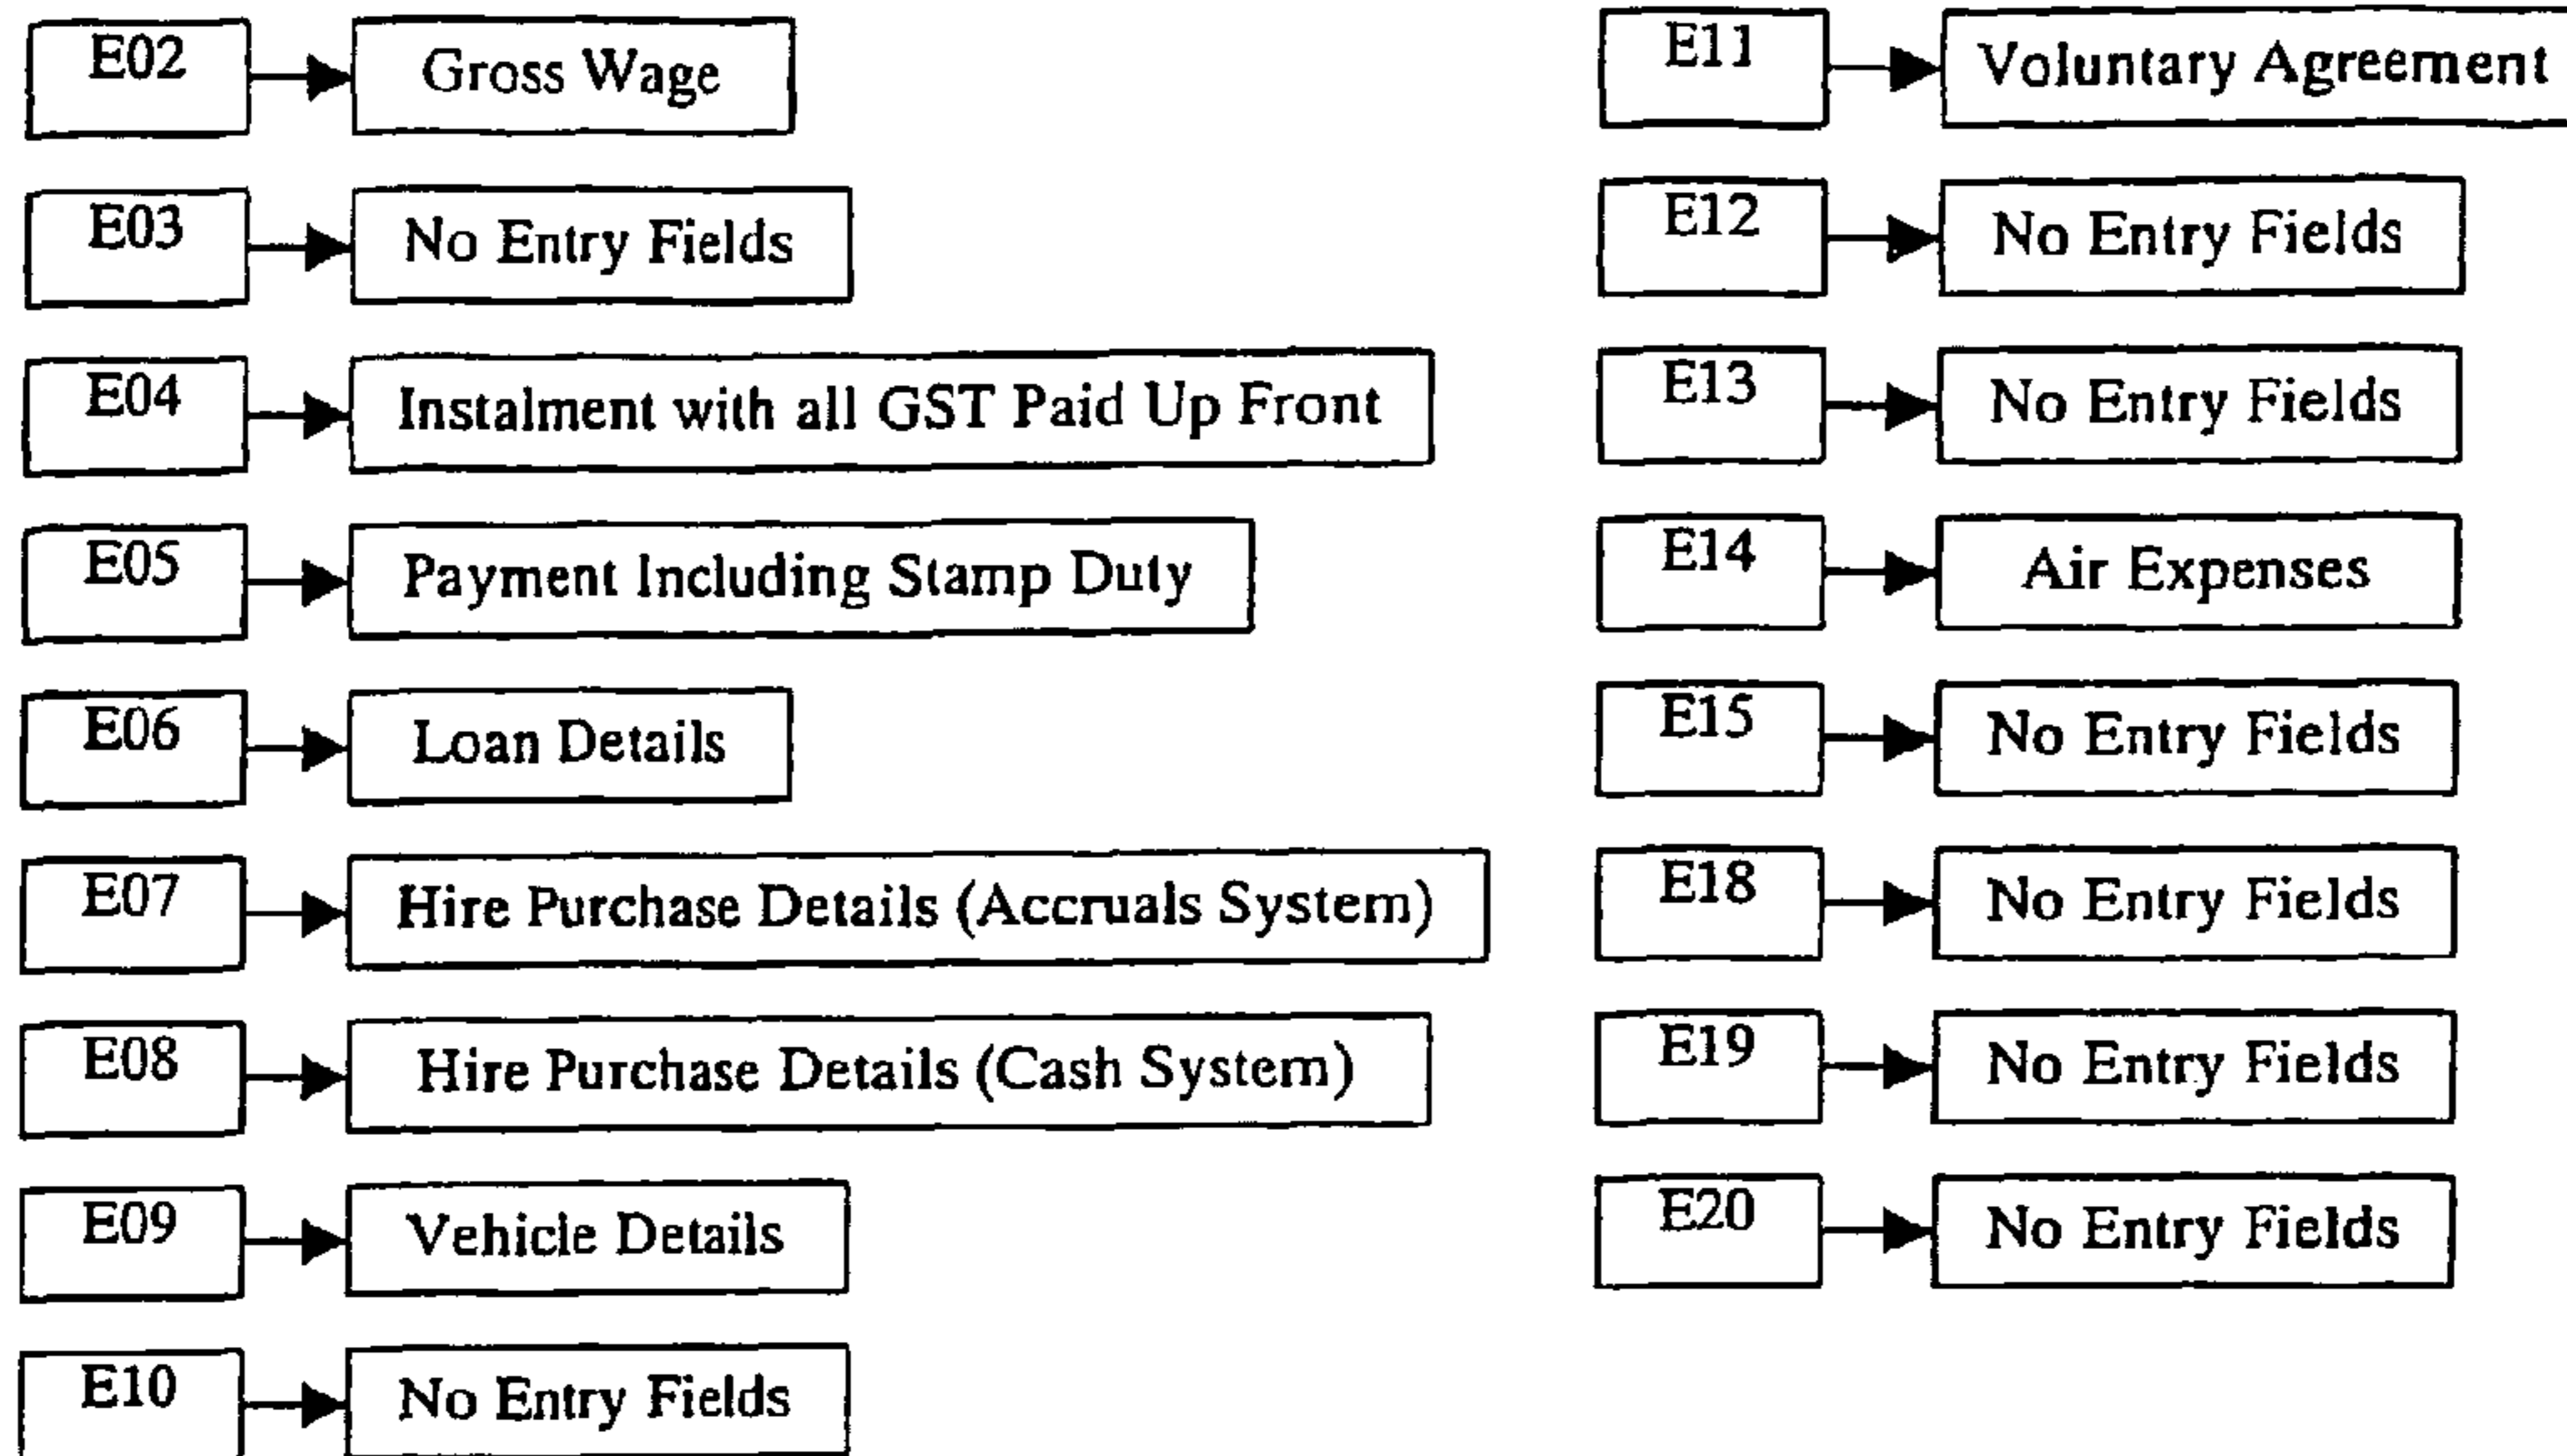 E02 Gross Wage
E03 No Entry Fields
E04 Instalment with all GST Paid Up Front
E05 Payment Including Stamp Duty
E06 Loan Details
E07 Hire Purchase Details (Accruals System)
E08 Hire Purchase Details (Cash System)
E09 Vehicle Details
E10 No Entry Fields
E11 Voluntary Agreement
E12 No Entry Fields
E13 No Entry Fields
E14 Air Expenses
E15 No Entry Fields
E18 No Entry Fields
E19 No Entry Fields
E20 No Entry Fields